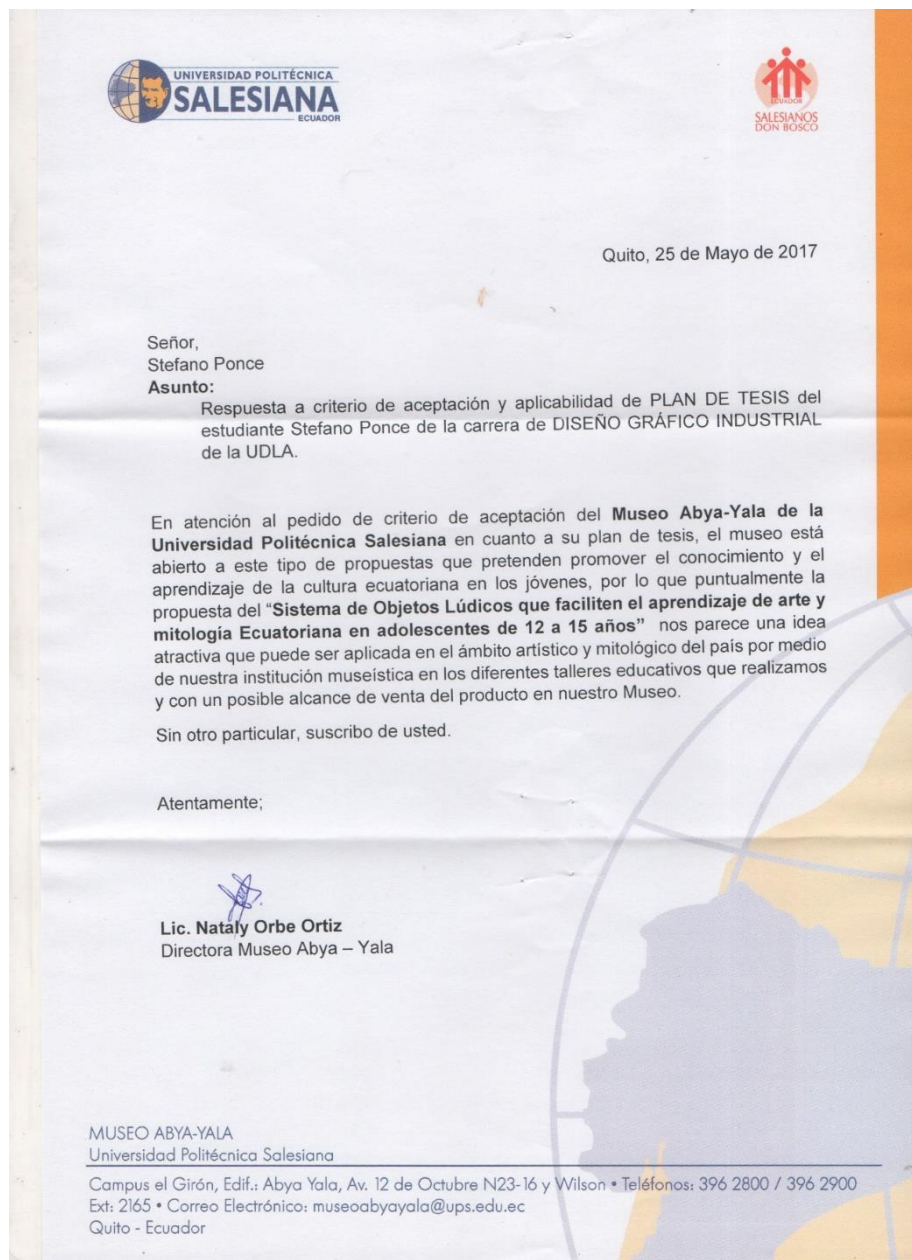 UNIVERSIDAD POLITÉCNICA
SALESIANA
ECUADOR
ECUADOR
SALESIANOS
DON BOSCO
Quito, 25 de Mayo de 2017
Señor,
Stefano Ponce
Asunto:
Respuesta a criterio de aceptación y aplicabilidad de PLAN DE TESIS del
estudiante Stefano Ponce de la carrera de DISEÑO GRÁFICO INDUSTRIAL
de la UDLA.
En atención al pedido de criterio de aceptación del Museo Abya-Yala de la
Universidad Politécnica Salesiana en cuanto a su plan de tesis, el museo está
abierto a este tipo de propuestas que pretenden promover el conocimiento y el
aprendizaje de la cultura ecuatoriana en los jóvenes, por lo que puntualmente la
propuesta del “Sistema de Objetos Lúdicos que faciliten el aprendizaje de arte y
mitología Ecuatoriana en adolescentes de 12 a 15 años” nos parece una idea
atractiva que puede ser aplicada en el ámbito artístico y mitológico del país por medio
de nuestra institución museística en los diferentes talleres educativos que realizamos
y con un posible alcance de venta del producto en nuestro Museo.
Sin otro particular, suscribo de usted.
Atentamente;
Lic. Nataly Orbe Ortiz
Directora Museo Abya – Yala
MUSEO ABYA-YALA
Universidad Politécnica Salesiana
Campus el Girón, Edif.: Abya Yala, Av. 12 de Octubre N23-16 y Wilson • Teléfonos: 396 2800 / 396 2900
Ext: 2165 • Correo Electrónico: museoabyayala@ups.edu.ec
Quito - Ecuador